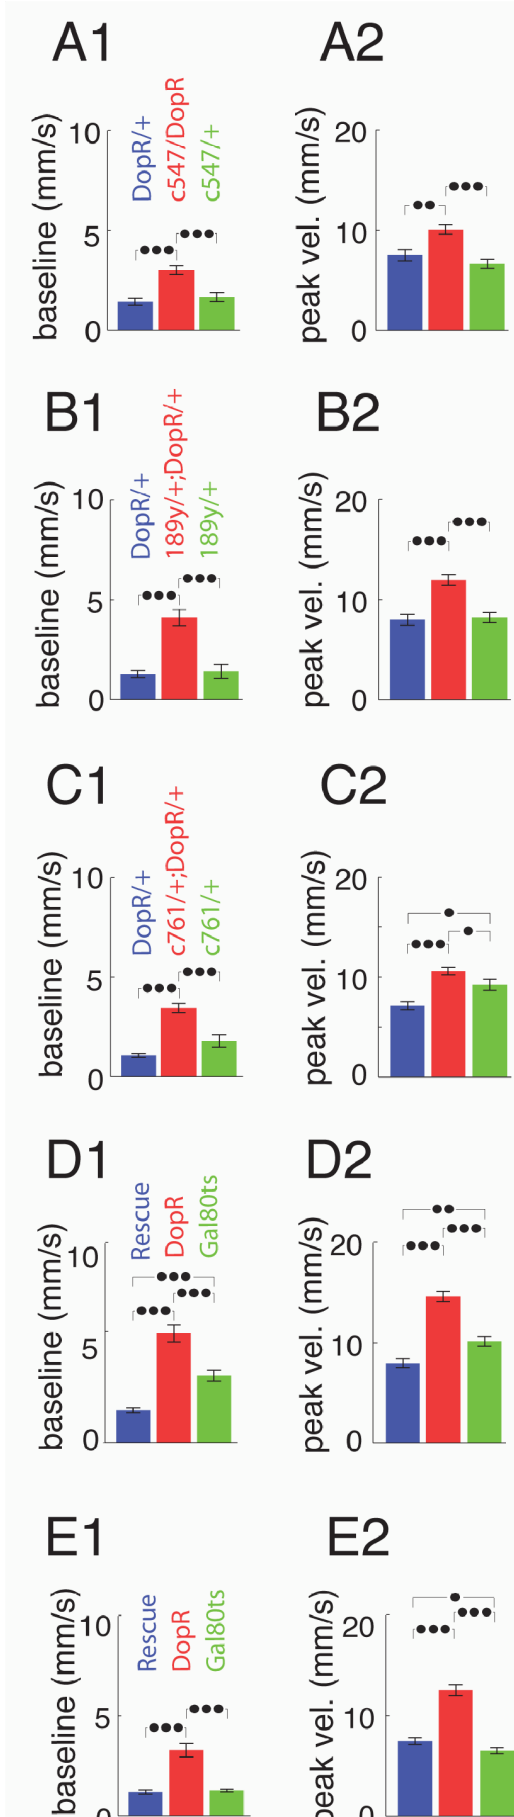 A1
A2
baseline (mm/s)
10
5
0
DopR/+
c547/DopR
c547/+
peak vel. (mm/s)
20
10
0
B1
B2
baseline (mm/s)
10
5
0
DopR/+
189y/+;DopR/+
189y/+
peak vel. (mm/s)
20
10
0
C1
C2
baseline (mm/s)
10
5
0
DopR/+
c761/+;DopR/+
c761/+
peak vel. (mm/s)
20
10
0
D1
D2
baseline (mm/s)
10
5
0
Rescue
DopR
Gal80ts
peak vel. (mm/s)
20
10
0
E1
E2
baseline (mm/s)
10
5
0
Rescue
DopR
Gal80ts
peak vel. (mm/s)
20
10